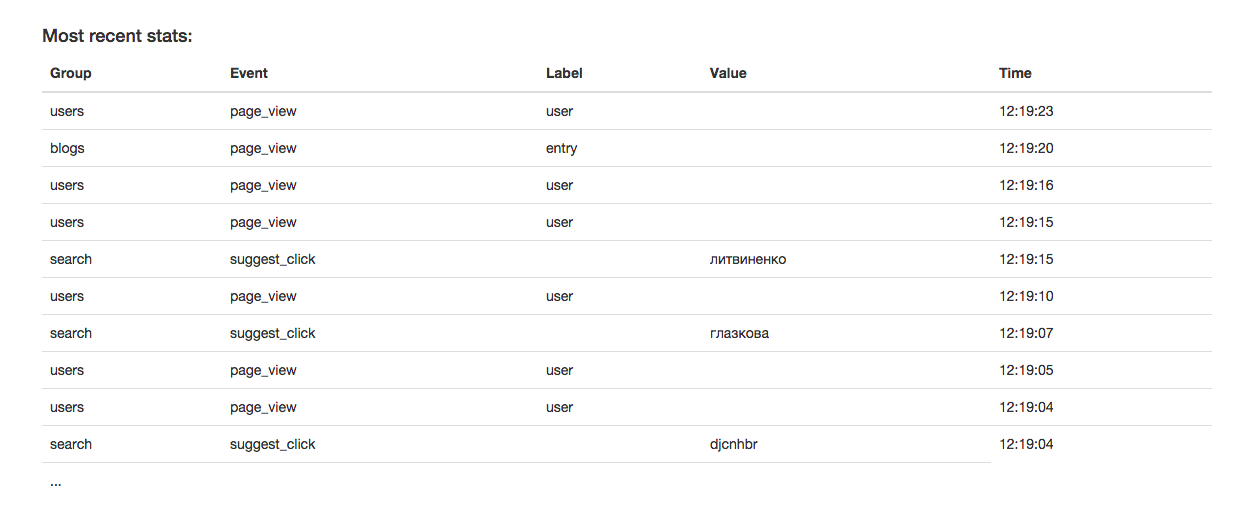 Most recent stats:
Group Event Label Value Time
users page_view user 12:19:23
blogs page_view entry 12:19:20
users page_view user 12:19:16
users page_view user 12:19:15
search suggest_click литвиненко 12:19:15
users page_view user 12:19:10
search suggest_click глазкова 12:19:07
users page_view user 12:19:05
users page_view user 12:19:04
search suggest_click djcnhbr 12:19:04
...